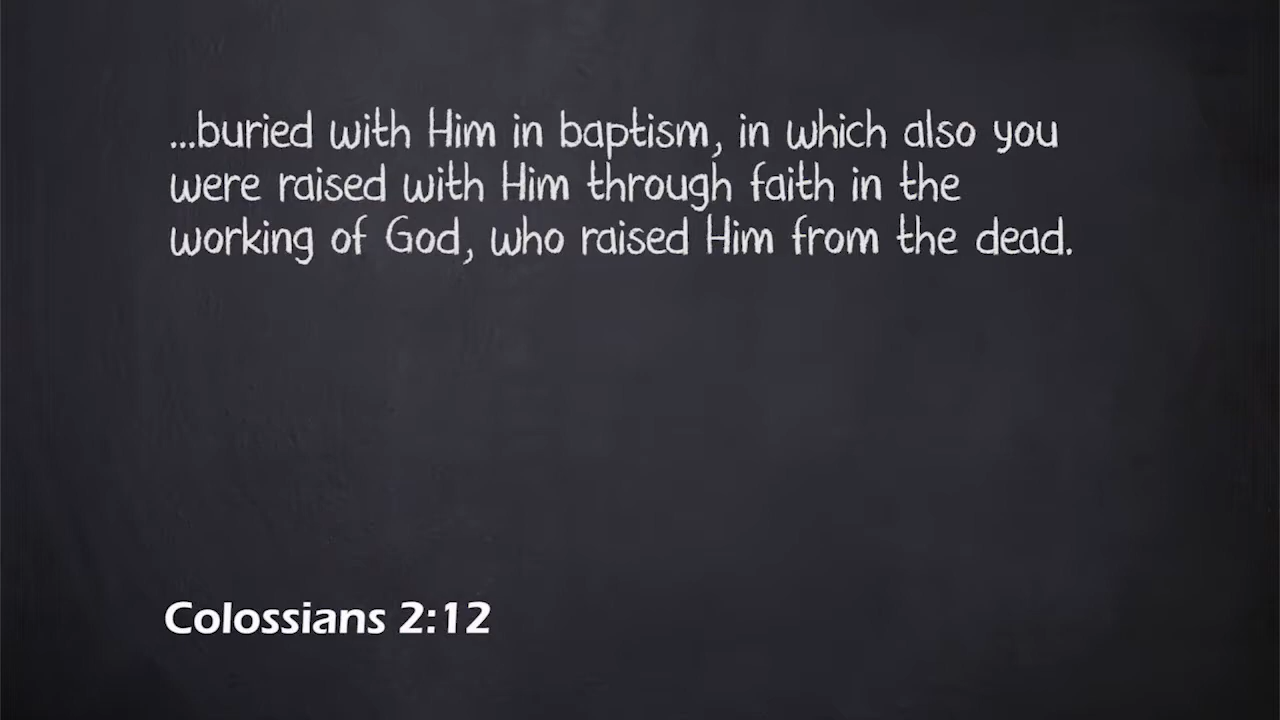 ...buried with Him in baptism, in which also you
were raised with Him through faith in the
working of God, who raised Him from the dead.
Colossians 2:12